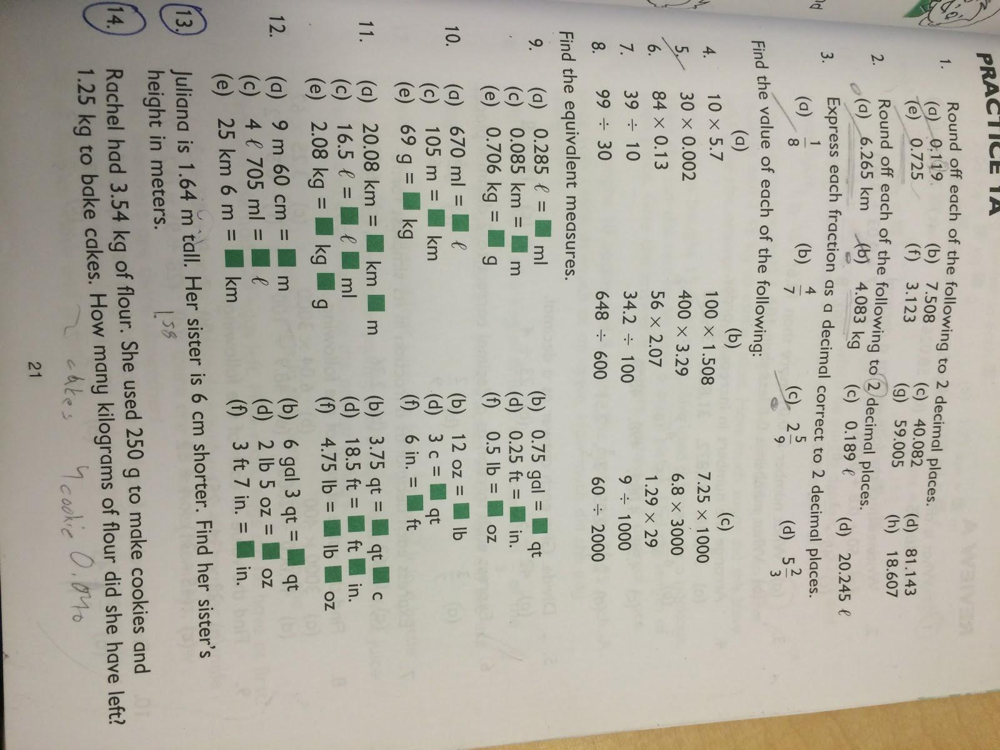 PRACTICE 1A
1. Round off each of the following to 2 decimal places.
(a) 0.119 (b) 7.508 (c) 40.082 (d) 81.143
(e) 0.725 (f) 3.123 (g) 59.005 (h) 18.607
2. Round off each of the following to 2 decimal places.
(a) 6.265 km (b) 4.083 kg (c) 0.189 ℓ (d) 20.245 ℓ
3. Express each fraction as a decimal correct to 2 decimal places.
(a) 1/8 (b) 4/7 (c) 2 5/9 (d) 5 2/3
Find the value of each of the following:
(a) (b) (c)
4. 10 × 5.7 100 × 1.508 7.25 × 1000
5. 30 × 0.002 400 × 3.29 6.8 × 3000
6. 84 × 0.13 56 × 2.07 1.29 × 29
7. 39 ÷ 10 34.2 ÷ 100 9 ÷ 1000
8. 99 ÷ 30 648 ÷ 600 60 ÷ 2000
Find the equivalent measures.
9. (a) 0.285 ℓ = ■ ml (b) 0.75 gal = ■ qt
(c) 0.085 km = ■ m (d) 0.25 ft = ■ in.
(e) 0.706 kg = ■ g (f) 0.5 lb = ■ oz
10. (a) 670 ml = ■ ℓ (b) 12 oz = ■ lb
(c) 105 m = ■ km (d) 3 c = ■ qt
(e) 69 g = ■ kg (f) 6 in. = ■ ft
11. (a) 20.08 km = ■ km ■ m (b) 3.75 qt = ■ qt ■ c
(c) 16.5 ℓ = ■ ℓ ■ ml (d) 18.5 ft = ■ ft ■ in.
(e) 2.08 kg = ■ kg ■ g (f) 4.75 lb = ■ lb ■ oz
12. (a) 9 m 60 cm = ■ m (b) 6 gal 3 qt = ■ qt
(c) 4 ℓ 705 ml = ■ ℓ (d) 2 lb 5 oz = ■ oz
(e) 25 km 6 m = ■ km (f) 3 ft 7 in. = ■ in.
13. Juliana is 1.64 m tall. Her sister is 6 cm shorter. Find her sister's
height in meters.
1.58
14. Rachel had 3.54 kg of flour. She used 250 g to make cookies and
1.25 kg to bake cakes. How many kilograms of flour did she have left?
cakes cookie
21